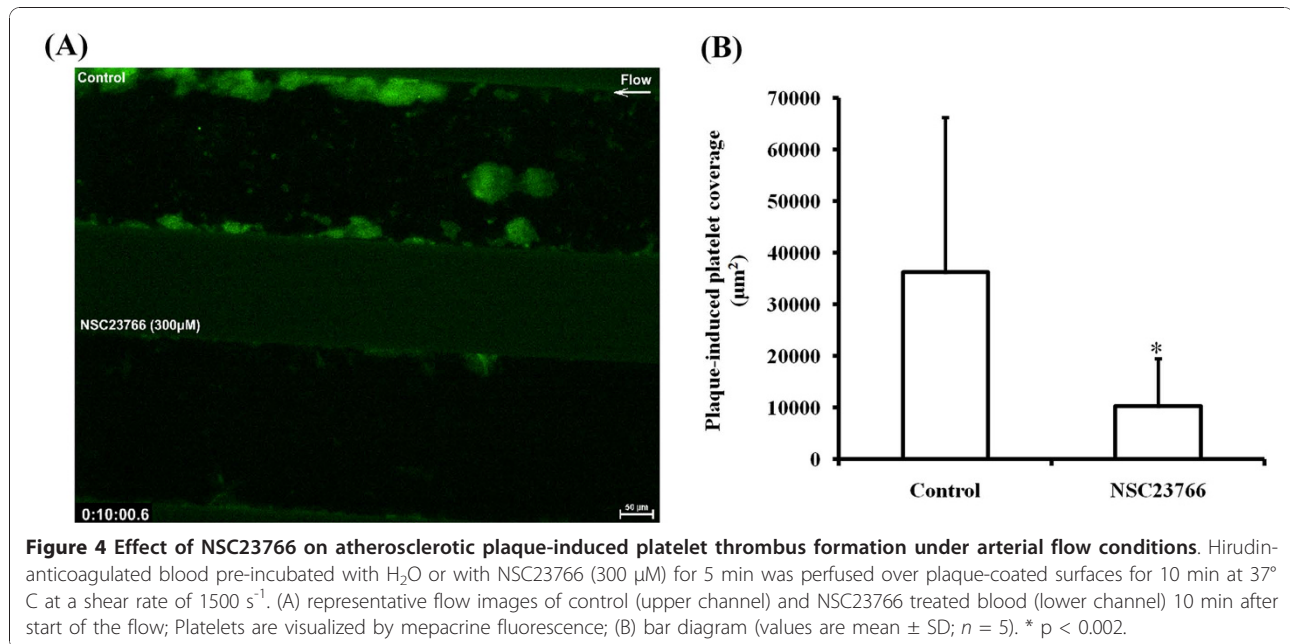 (A)
Control
Flow
NSC23766 (300µM)
0:10:00.6
50 µm
(B)
Plaque-induced platelet coverage
(µm²)
70000
60000
50000
40000
30000
20000
10000
0
*
Control
NSC23766
Figure 4 Effect of NSC23766 on atherosclerotic plaque-induced platelet thrombus formation under arterial flow conditions. Hirudin-
anticoagulated blood pre-incubated with H₂O or with NSC23766 (300 μM) for 5 min was perfused over plaque-coated surfaces for 10 min at 37°
C at a shear rate of 1500 s⁻¹. (A) representative flow images of control (upper channel) and NSC23766 treated blood (lower channel) 10 min after
start of the flow; Platelets are visualized by mepacrine fluorescence; (B) bar diagram (values are mean ± SD; n = 5). * p < 0.002.